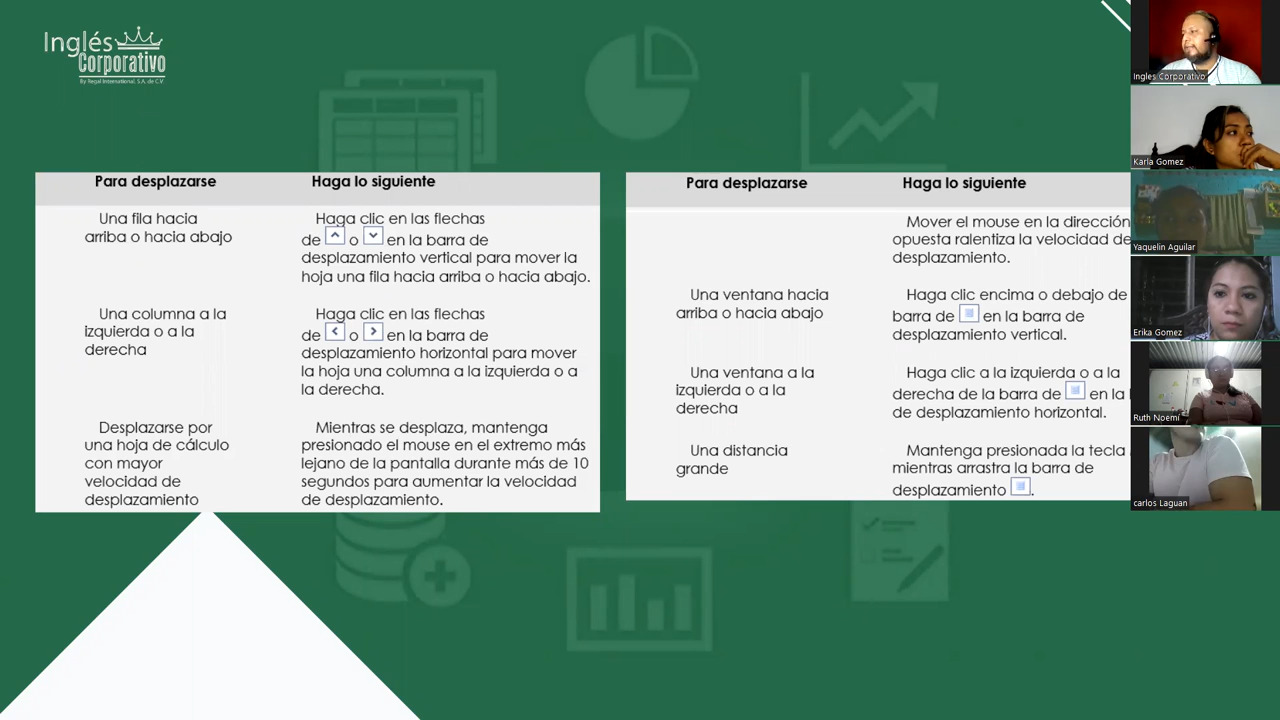 Inglés
Corporativo
By Regal International, S.A. de C.V.
Para desplazarse Haga lo siguiente
Una fila hacia
arriba o hacia abajo
Haga clic en las flechas
de o en la barra de
desplazamiento vertical para mover la
hoja una fila hacia arriba o hacia abajo.
Una columna a la
izquierda o a la
derecha
Haga clic en las flechas
de o en la barra de
desplazamiento horizontal para mover
la hoja una columna a la izquierda o a
la derecha.
Desplazarse por
una hoja de cálculo
con mayor
velocidad de
desplazamiento
Mientras se desplaza, mantenga
presionado el mouse en el extremo más
lejano de la pantalla durante más de 10
segundos para aumentar la velocidad
de desplazamiento.
Para desplazarse Haga lo siguiente
Mover el mouse en la dirección
opuesta ralentiza la velocidad de
desplazamiento.
Una ventana hacia
arriba o hacia abajo
Haga clic encima o debajo de
barra de en la barra de
desplazamiento vertical.
Una ventana a la
izquierda o a la
derecha
Haga clic a la izquierda o a la
derecha de la barra de en la
de desplazamiento horizontal.
Una distancia
grande
Mantenga presionada la tecla
mientras arrastra la barra de
desplazamiento .
Ingles Corporativo
Karla Gomez
Yaquelin Aguilar
Erika Gomez
Ruth Noemí
carlos Laguan